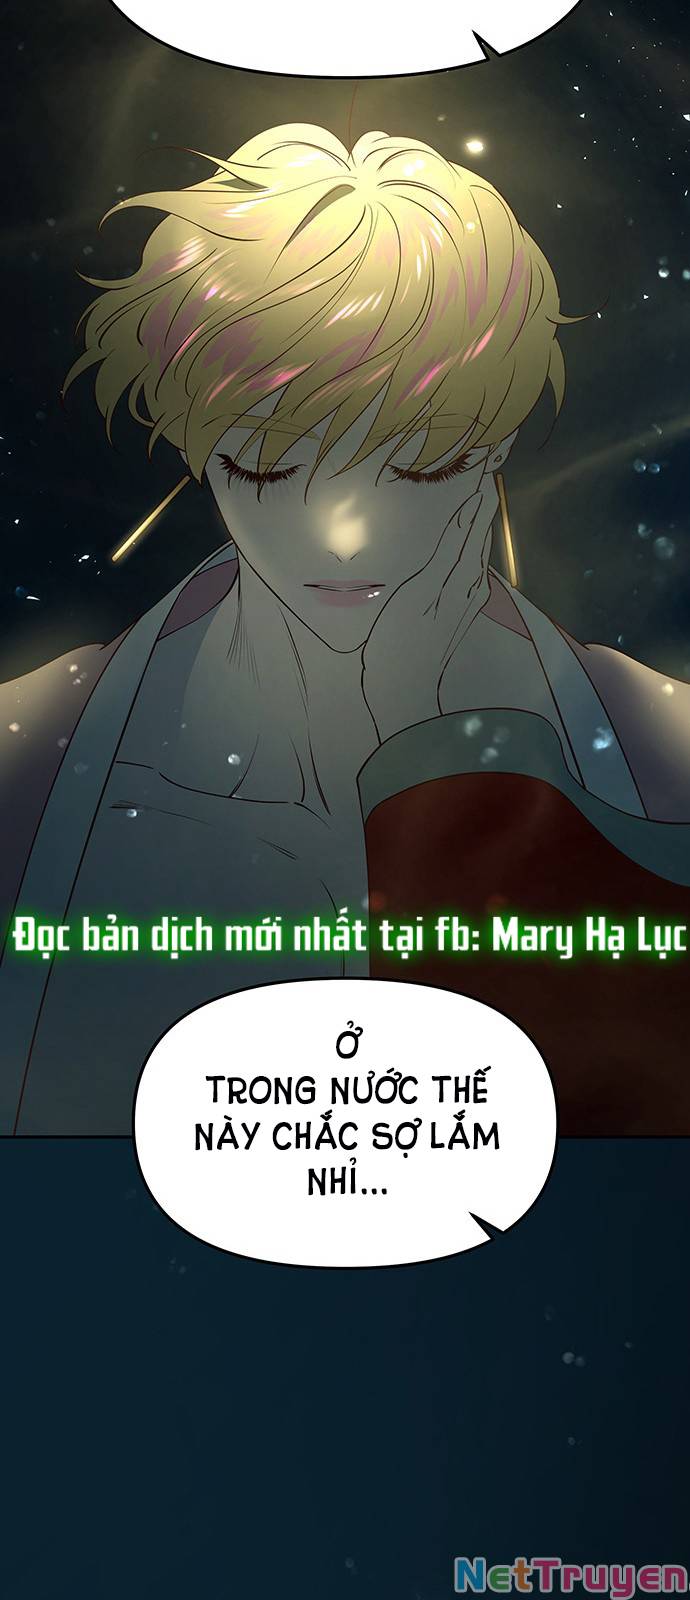 Đọc bản dịch mới nhất tại fb: Mary Hạ Lục
Ở
TRONG NƯỚC THẾ
NÀY CHẮC SỢ LẮM
NHỈ...
NetTruyen